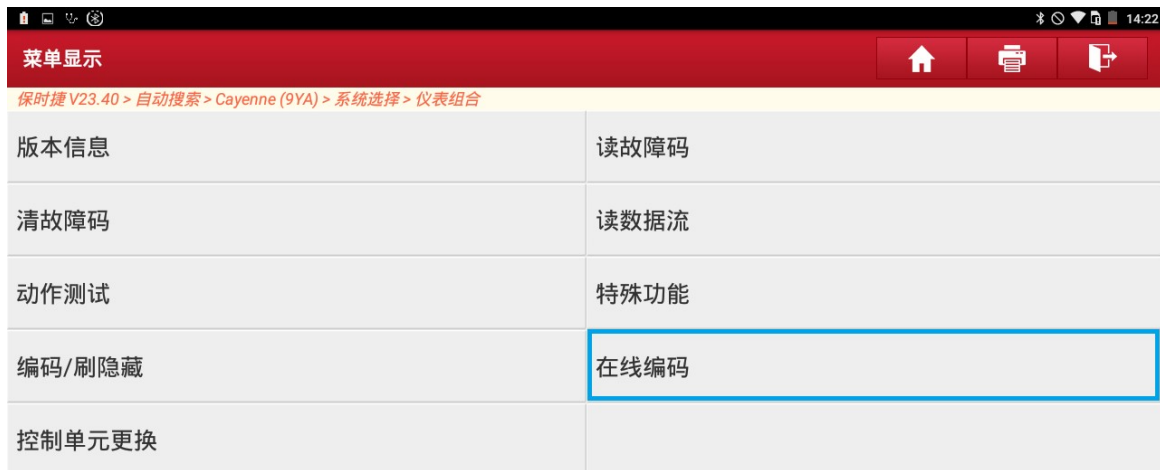 14:22
菜单显示
保时捷 V23.40 > 自动搜索 > Cayenne (9YA) > 系统选择 > 仪表组合
版本信息
读故障码
清故障码
读数据流
动作测试
特殊功能
编码/刷隐藏
在线编码
控制单元更换